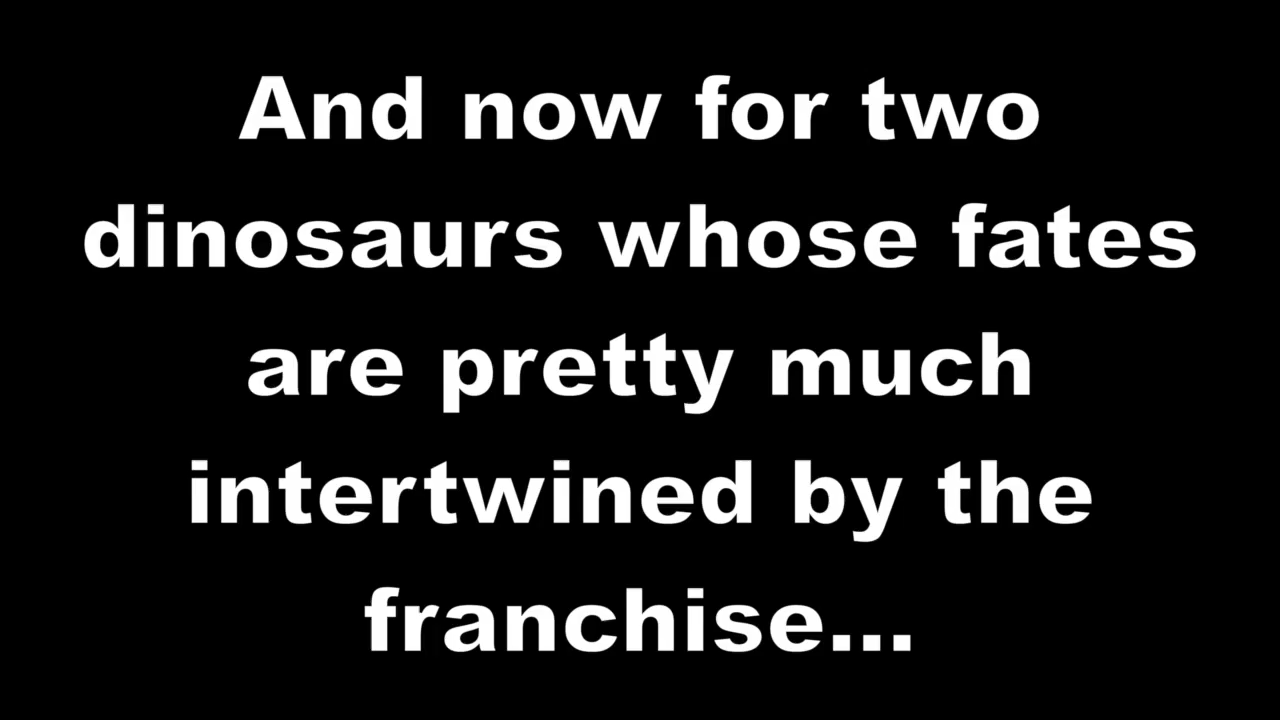 And now for two
dinosaurs whose fates
are pretty much
intertwined by the
franchise...